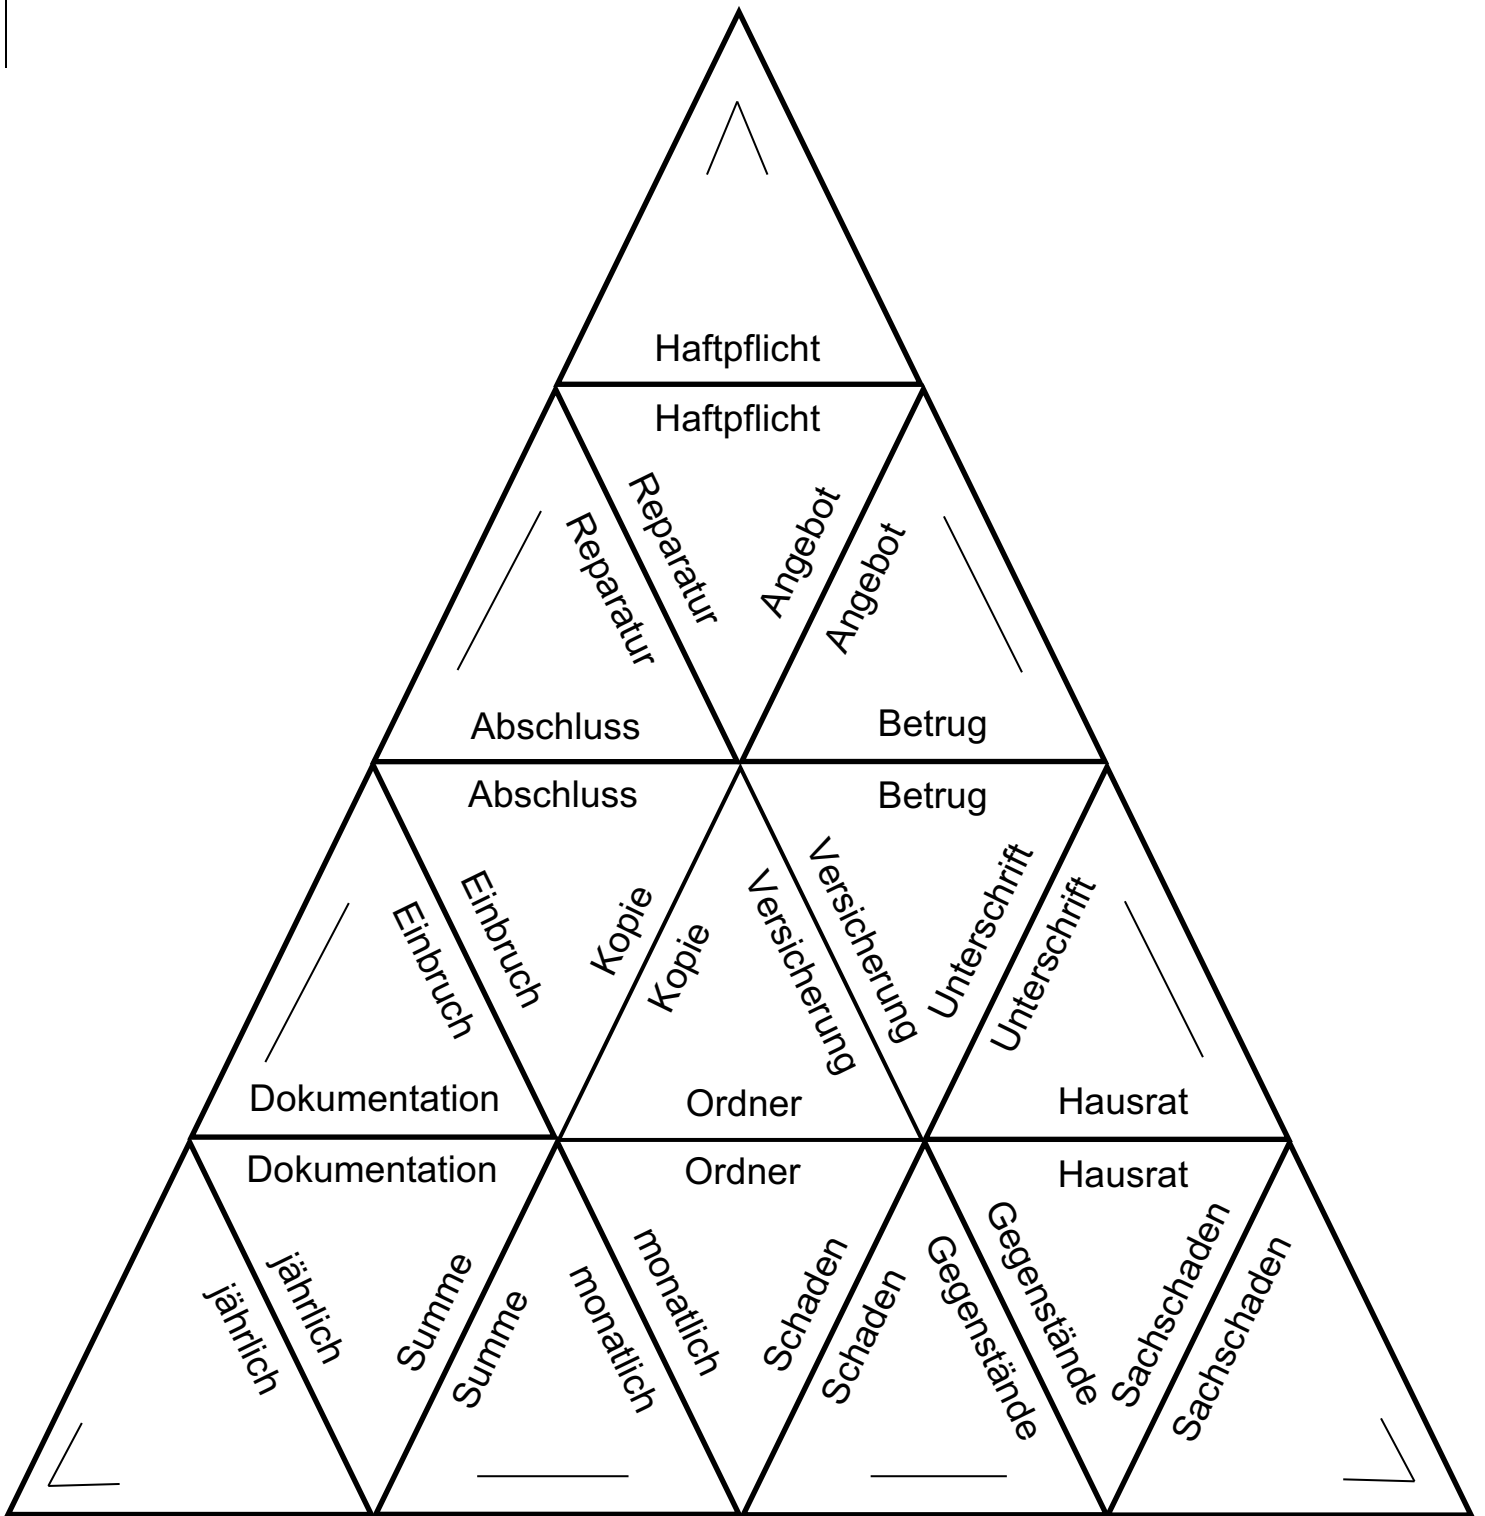 Haftpflicht
Haftpflicht
Reparatur
Reparatur
Angebot
Angebot
Abschluss
Betrug
Abschluss
Betrug
Einbruch
Einbruch
Kopie
Kopie
Versicherung
Versicherung
Unterschrift
Unterschrift
Dokumentation
Ordner
Hausrat
Dokumentation
Ordner
Hausrat
jährlich
jährlich
Summe
Summe
monatlich
monatlich
Schaden
Schaden
Gegenstände
Gegenstände
Sachschaden
Sachschaden